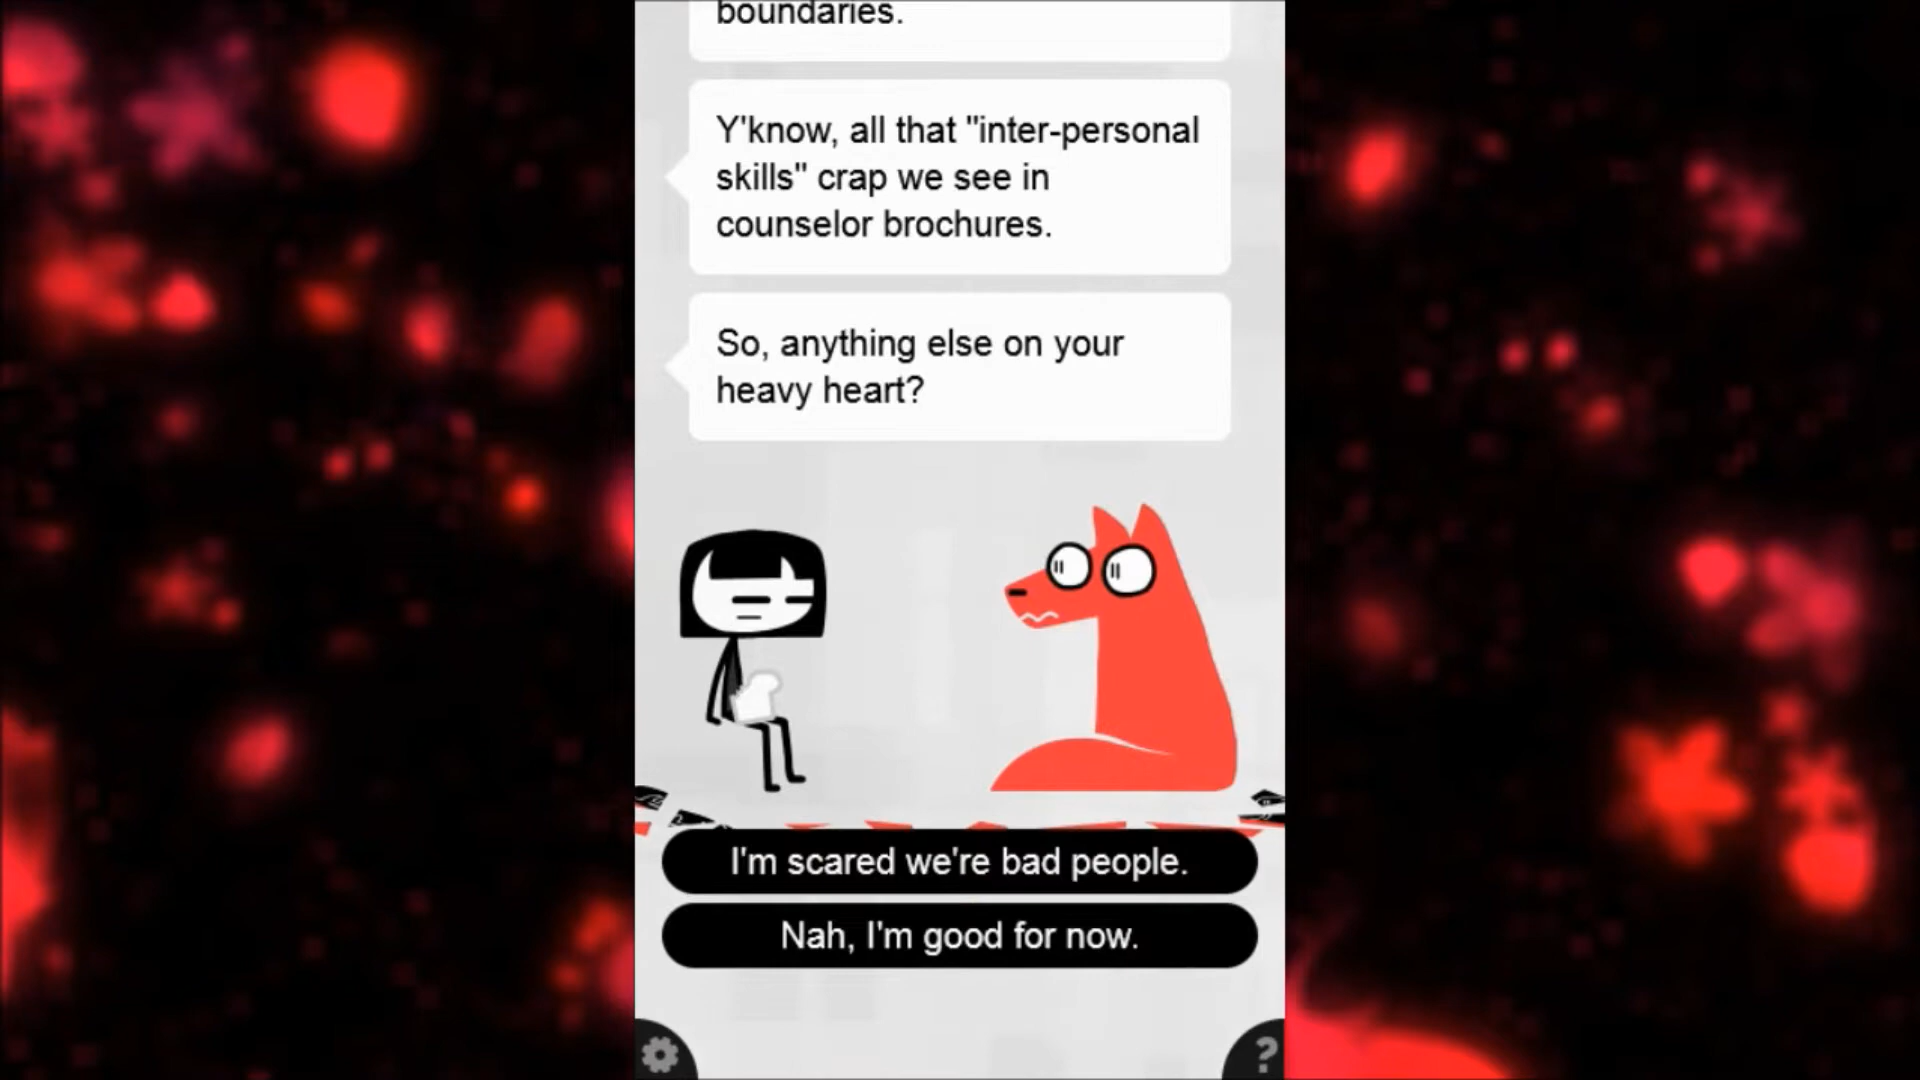 boundaries.
Y'know, all that "inter-personal
skills" crap we see in
counselor brochures.
So, anything else on your
heavy heart?
I'm scared we're bad people.
Nah, I'm good for now.
?